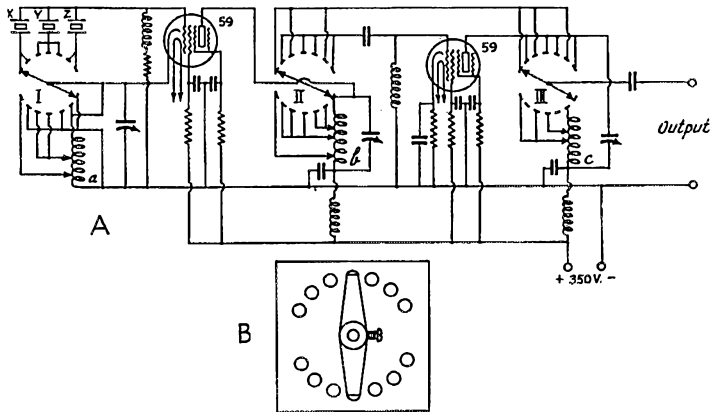 X Y Z
59
59
I
II
III
a
b
c
Output
A
+ 350V. -
B